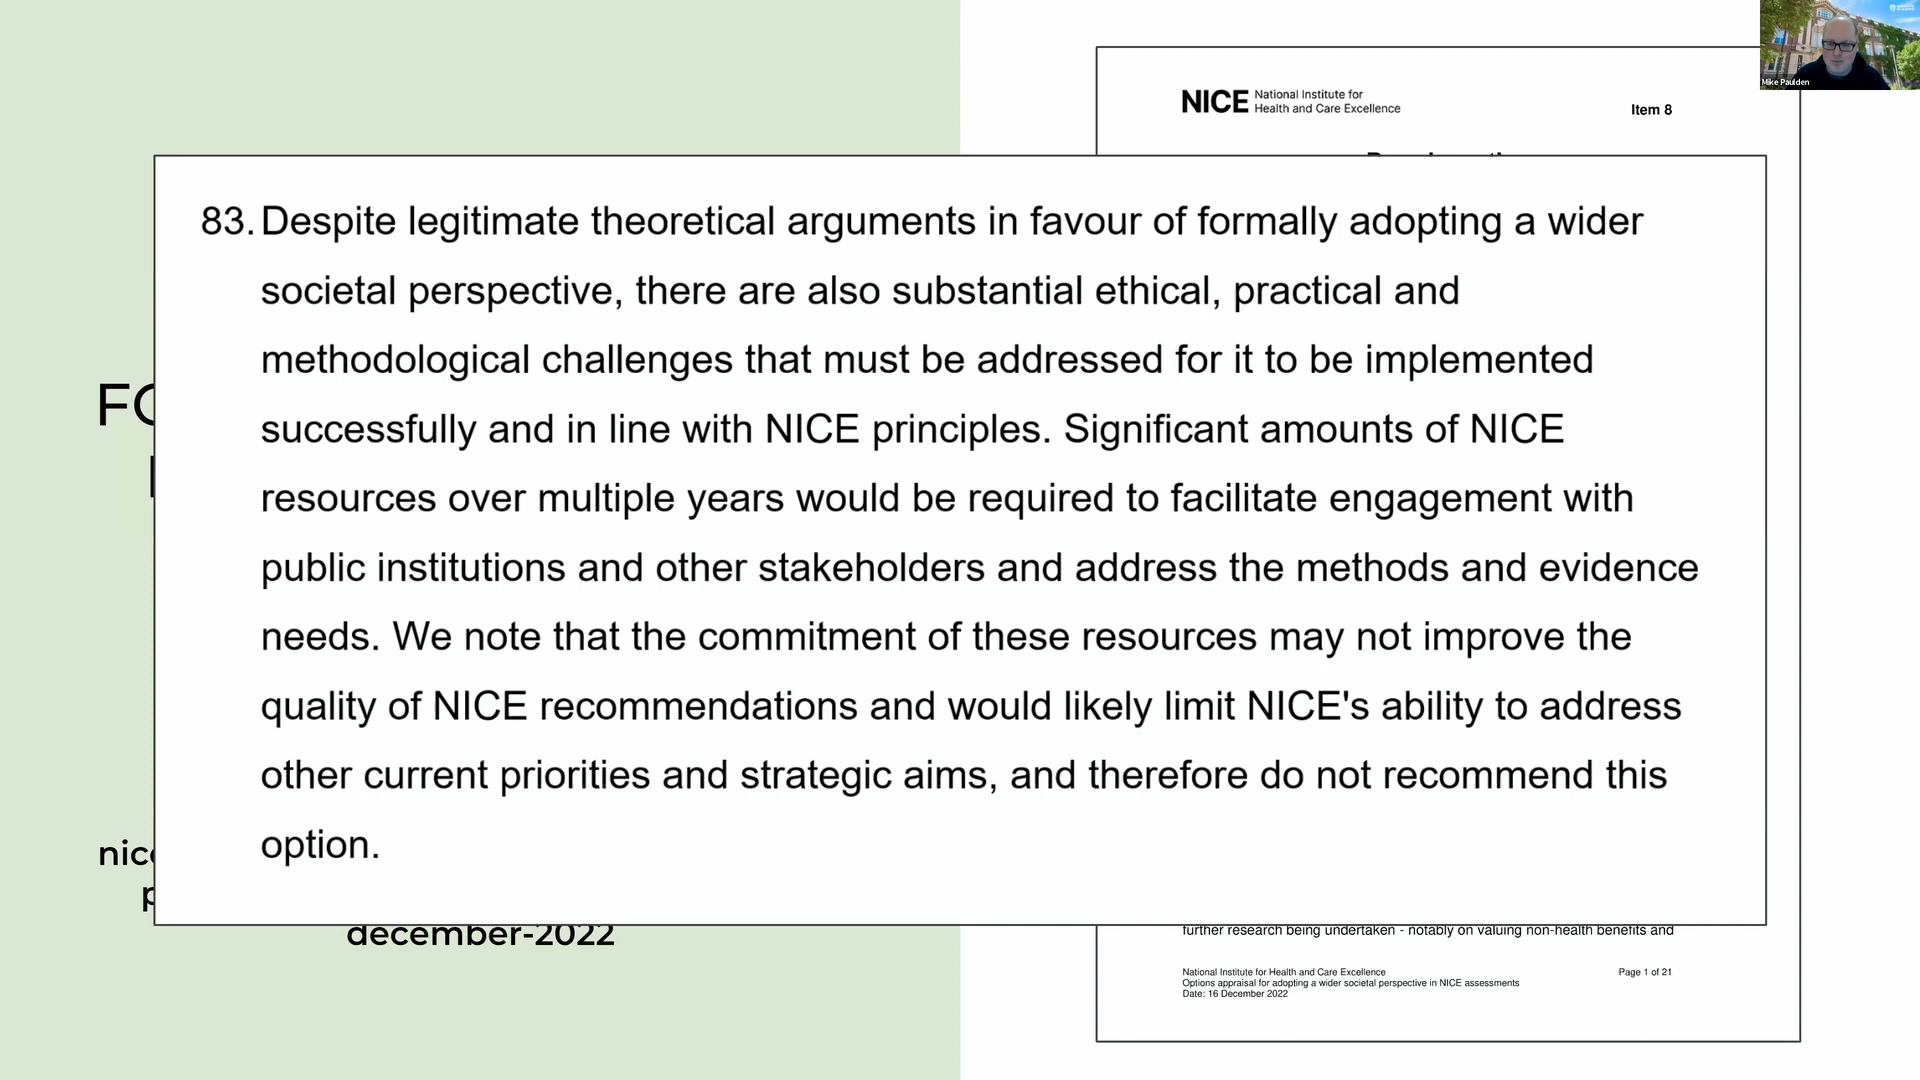 Mike Paulden
NICE National Institute for
Health and Care Excellence
Item 8
83. Despite legitimate theoretical arguments in favour of formally adopting a wider
societal perspective, there are also substantial ethical, practical and
methodological challenges that must be addressed for it to be implemented
successfully and in line with NICE principles. Significant amounts of NICE
resources over multiple years would be required to facilitate engagement with
public institutions and other stakeholders and address the methods and evidence
needs. We note that the commitment of these resources may not improve the
quality of NICE recommendations and would likely limit NICE's ability to address
other current priorities and strategic aims, and therefore do not recommend this
option.
december-2022
further research being undertaken - notably on valuing non-health benefits and
National Institute for Health and Care Excellence
Page 1 of 21
Options appraisal for adopting a wider societal perspective in NICE assessments
Date: 16 December 2022